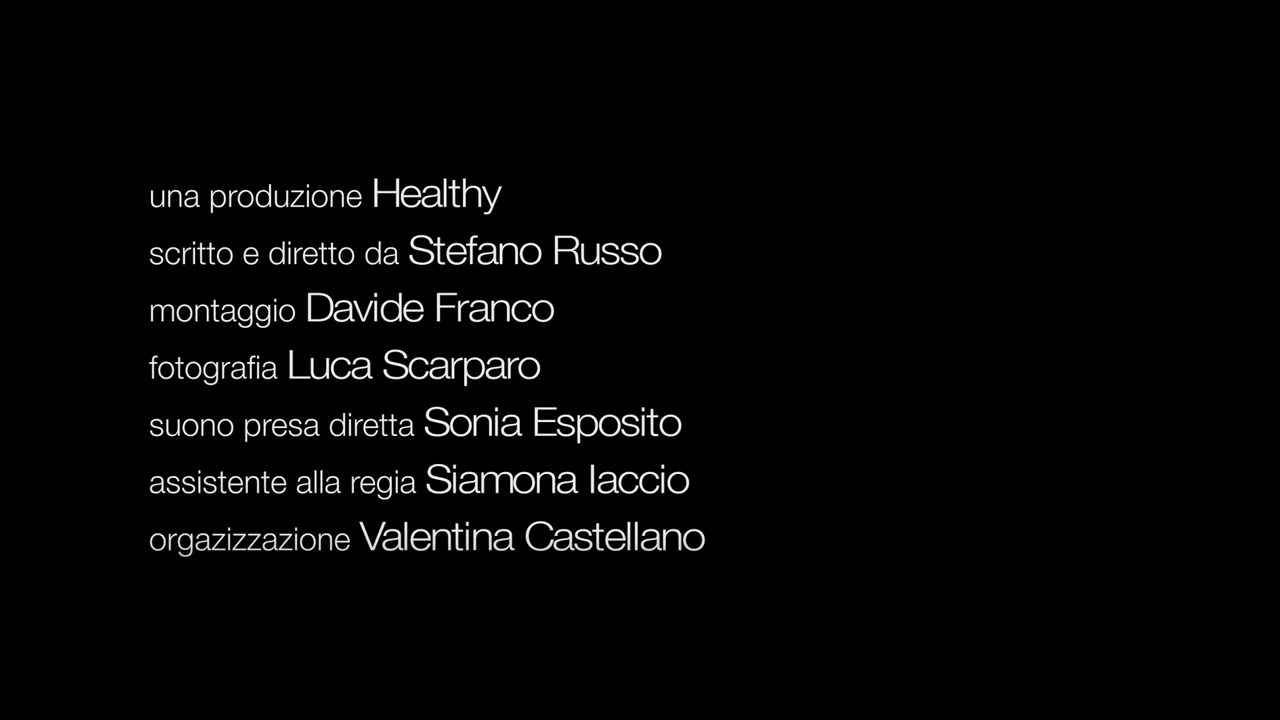 una produzione Healthy
scritto e diretto da Stefano Russo
montaggio Davide Franco
fotografia Luca Scarparo
suono presa diretta Sonia Esposito
assistente alla regia Siamona Iaccio
orgazizzazione Valentina Castellano